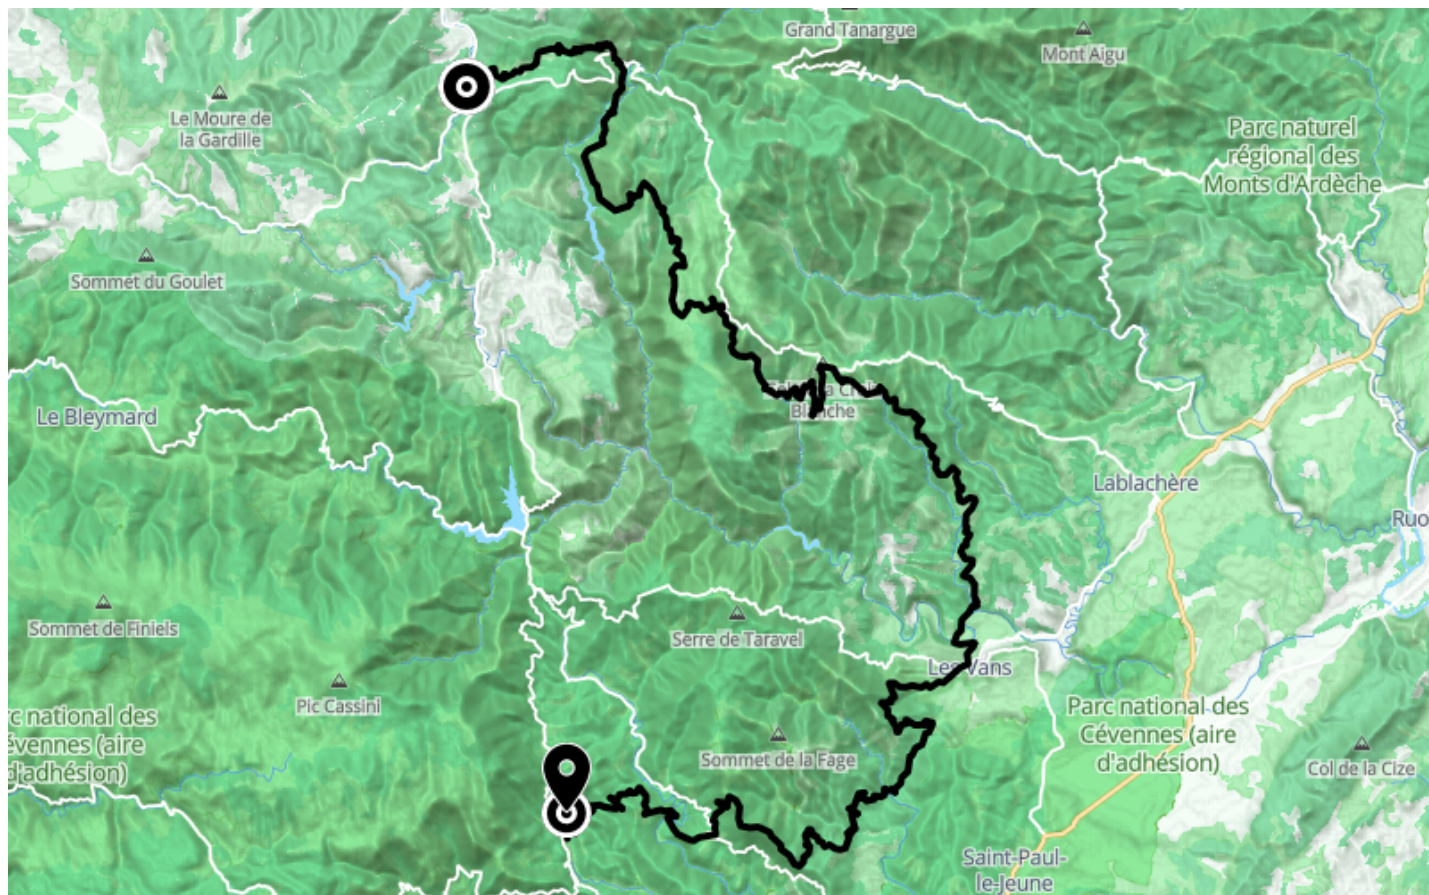 Grand Tanargue
Mont Aigu
Le Moure de
la Gardille
Parc naturel
régional des
Monts d'Ardèche
Sommet du Goulet
Blanche
Le Bleymard
Lablachère
Ruo
Sommet de Finiels
Serre de Taravel
Les Vans
Pic Cassini
rc national des
évennes (aire
d'adhésion)
Parc national des
Cévennes (aire
d'adhésion)
Sommet de la Fage
Col de la Cize
Saint-Paul-
le-Jeune